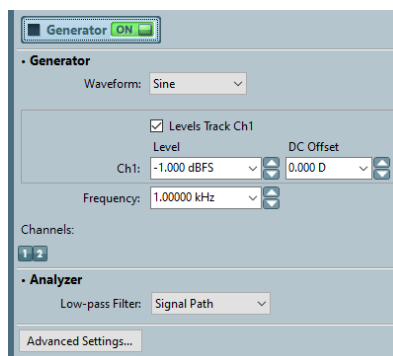 Generator ON
Generator
Waveform: Sine
Levels Track Ch1
Level DC Offset
Ch1: -1.000 dBFS 0.000 D
Frequency: 1.00000 kHz
Channels:
1 2
Analyzer
Low-pass Filter: Signal Path
Advanced Settings...